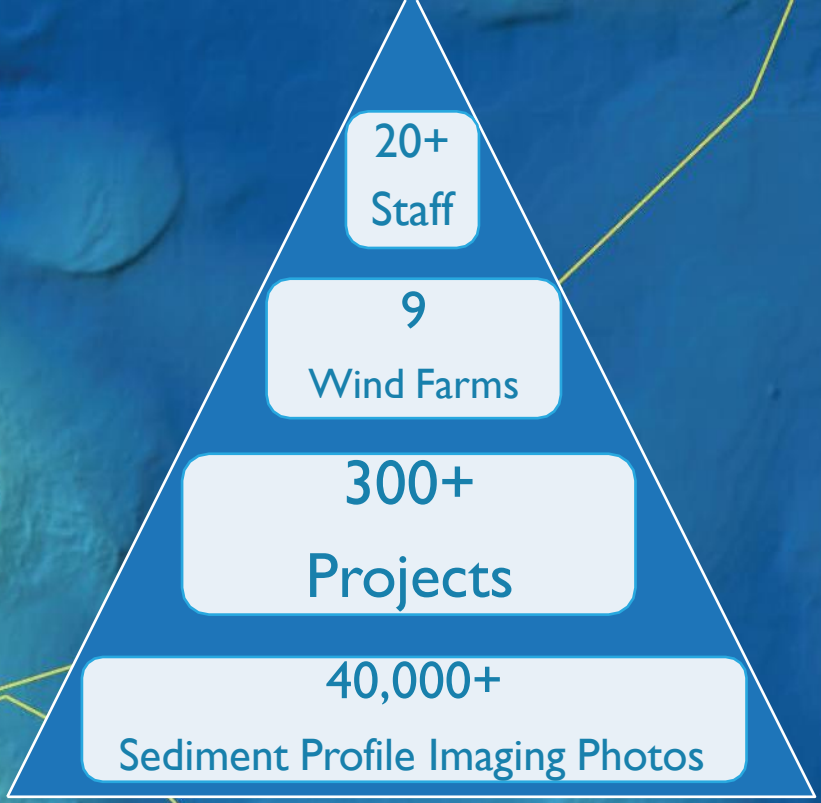 20+
Staff
9
Wind Farms
300+
Projects
40,000+
Sediment Profile Imaging Photos